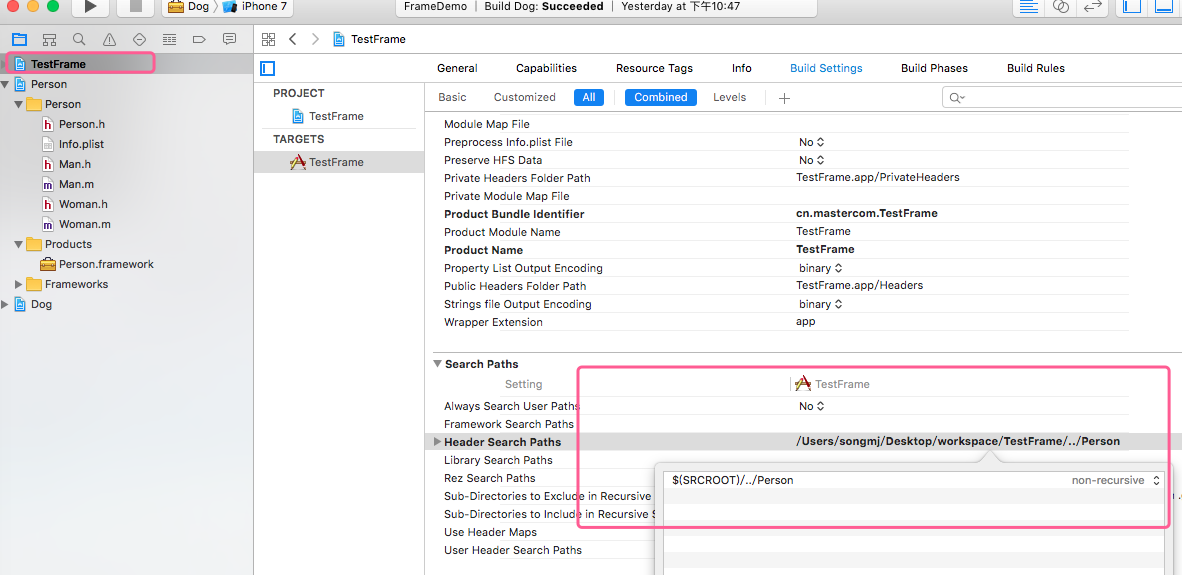 Dog
iPhone 7
FrameDemo | Build Dog: Succeeded | Yesterday at 下午10:47
TestFrame
TestFrame
Person
Person
Person.h
Info.plist
Man.h
Man.m
Woman.h
Woman.m
Products
Person.framework
Frameworks
Dog
General Capabilities Resource Tags Info Build Settings Build Phases Build Rules
PROJECT
TestFrame
TARGETS
TestFrame
Basic Customized All Combined Levels
Module Map File
Preprocess Info.plist File No
Preserve HFS Data No
Private Headers Folder Path TestFrame.app/PrivateHeaders
Private Module Map File
Product Bundle Identifier cn.mastercom.TestFrame
Product Module Name TestFrame
Product Name TestFrame
Property List Output Encoding binary
Public Headers Folder Path TestFrame.app/Headers
Strings file Output Encoding binary
Wrapper Extension app
Search Paths
Setting TestFrame
Always Search User Paths No
Framework Search Paths
Header Search Paths /Users/songmj/Desktop/workspace/TestFrame/../Person
Library Search Paths
$(SRCROOT)/../Person non-recursive
Rez Search Paths
Sub-Directories to Exclude in Recursive
Sub-Directories to Include in Recursive S
Use Header Maps
User Header Search Paths